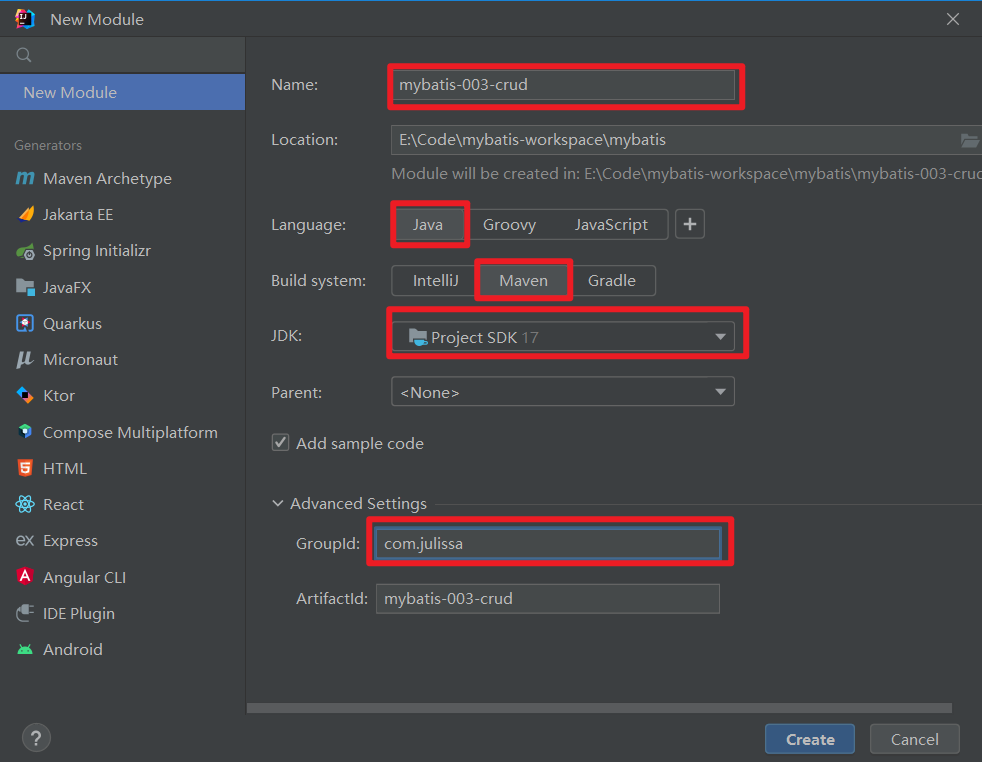 New Module
New Module
Generators
Maven Archetype
Jakarta EE
Spring Initializr
JavaFX
Quarkus
Micronaut
Ktor
Compose Multiplatform
HTML
React
Express
Angular CLI
IDE Plugin
Android
Name: mybatis-003-crud
Location: E:\Code\mybatis-workspace\mybatis
Module will be created in: E:\Code\mybatis-workspace\mybatis\mybatis-003-cruc
Language: Java Groovy JavaScript +
Build system: IntelliJ Maven Gradle
JDK: Project SDK 17
Parent: <None>
Add sample code
Advanced Settings
GroupId: com.julissa
ArtifactId: mybatis-003-crud
? Create Cancel